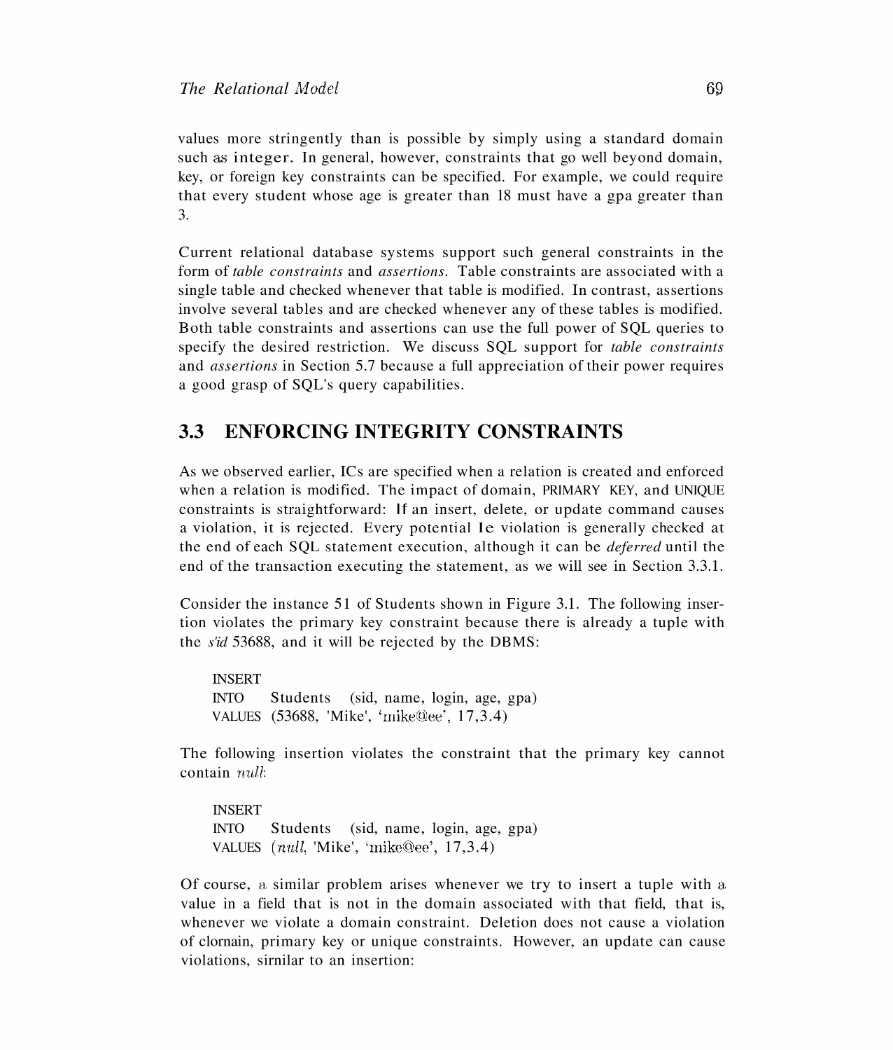 The Relational Model 69
values more stringently than is possible by simply using a standard domain
such as integer. In general, however, constraints that go well beyond domain,
key, or foreign key constraints can be specified. For example, we could require
that every student whose age is greater than 18 must have a gpa greater than
3.
Current relational database systems support such general constraints in the
form of table constraints and assertions. Table constraints are associated with a
single table and checked whenever that table is modified. In contrast, assertions
involve several tables and are checked whenever any of these tables is modified.
Both table constraints and assertions can use the full power of SQL queries to
specify the desired restriction. We discuss SQL support for table constraints
and assertions in Section 5.7 because a full appreciation of their power requires
a good grasp of SQL's query capabilities.
3.3 ENFORCING INTEGRITY CONSTRAINTS
As we observed earlier, ICs are specified when a relation is created and enforced
when a relation is modified. The impact of domain, PRIMARY KEY, and UNIQUE
constraints is straightforward: If an insert, delete, or update command causes
a violation, it is rejected. Every potential Ie violation is generally checked at
the end of each SQL statement execution, although it can be deferred until the
end of the transaction executing the statement, as we will see in Section 3.3.1.
Consider the instance 51 of Students shown in Figure 3.1. The following inser-
tion violates the primary key constraint because there is already a tuple with
the s'id 53688, and it will be rejected by the DBMS:
INSERT
INTO Students (sid, name, login, age, gpa)
VALUES (53688, 'Mike', 'mike@ee', 17,3.4)
The following insertion violates the constraint that the primary key cannot
contain null:
INSERT
INTO Students (sid, name, login, age, gpa)
VALUES (null, 'Mike', 'mike@ee', 17,3.4)
Of course, a similar problem arises whenever we try to insert a tuple with a
value in a field that is not in the domain associated with that field, that is,
whenever we violate a domain constraint. Deletion does not cause a violation
of clornain, primary key or unique constraints. However, an update can cause
violations, sirnilar to an insertion: